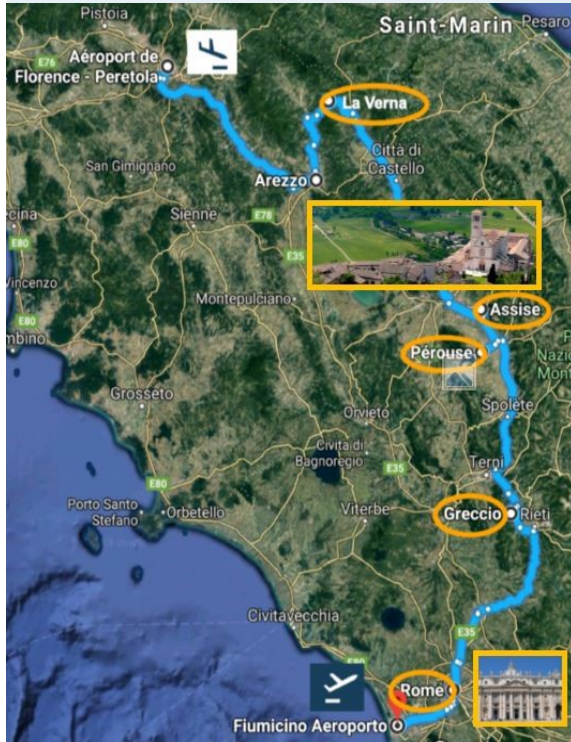 Pistoia
Saint-Marin
Pesaro
E76
Aéroport de
Florence - Peretola
La Verna
San Gimignano
Arezzo
Città di
Castello
Sienne
E78
E80
E35
Montepulciano
Assise
E80
Pérouse
Grosseto
Orvieto
Spolète
Civita di
Bagnoregio
E35
Terni
E80
Porto Santo
Stefano
Orbetello
Viterbe
Greccio
Rieti
Civitavecchia
E35
E80
Rome
Fiumicino Aeroporto